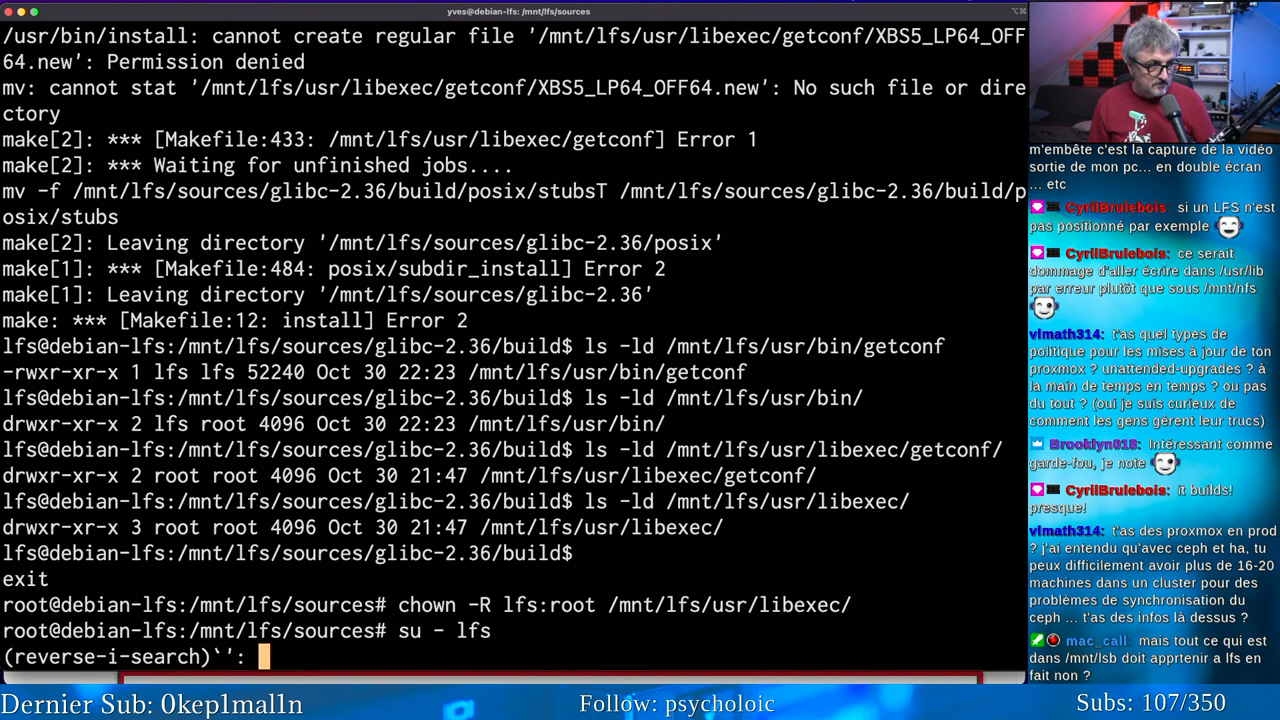 yves@debian-lfs: /mnt/lfs/sources
/usr/bin/install: cannot create regular file '/mnt/lfs/usr/libexec/getconf/XBS5_LP64_OFF
64.new': Permission denied
mv: cannot stat '/mnt/lfs/usr/libexec/getconf/XBS5_LP64_OFF64.new': No such file or dire
ctory
make[2]: *** [Makefile:433: /mnt/lfs/usr/libexec/getconf] Error 1
make[2]: *** Waiting for unfinished jobs....
mv -f /mnt/lfs/sources/glibc-2.36/build/posix/stubsT /mnt/lfs/sources/glibc-2.36/build/p
osix/stubs
make[2]: Leaving directory '/mnt/lfs/sources/glibc-2.36/posix'
make[1]: *** [Makefile:484: posix/subdir_install] Error 2
make[1]: Leaving directory '/mnt/lfs/sources/glibc-2.36'
make: *** [Makefile:12: install] Error 2
lfs@debian-lfs:/mnt/lfs/sources/glibc-2.36/build$ ls -ld /mnt/lfs/usr/bin/getconf
-rwxr-xr-x 1 lfs lfs 52240 Oct 30 22:23 /mnt/lfs/usr/bin/getconf
lfs@debian-lfs:/mnt/lfs/sources/glibc-2.36/build$ ls -ld /mnt/lfs/usr/bin/
drwxr-xr-x 2 lfs root 4096 Oct 30 22:23 /mnt/lfs/usr/bin/
lfs@debian-lfs:/mnt/lfs/sources/glibc-2.36/build$ ls -ld /mnt/lfs/usr/libexec/getconf/
drwxr-xr-x 2 root root 4096 Oct 30 21:47 /mnt/lfs/usr/libexec/getconf/
lfs@debian-lfs:/mnt/lfs/sources/glibc-2.36/build$ ls -ld /mnt/lfs/usr/libexec/
drwxr-xr-x 3 root root 4096 Oct 30 21:47 /mnt/lfs/usr/libexec/
lfs@debian-lfs:/mnt/lfs/sources/glibc-2.36/build$
exit
root@debian-lfs:/mnt/lfs/sources# chown -R lfs:root /mnt/lfs/usr/libexec/
root@debian-lfs:/mnt/lfs/sources# su - lfs
(reverse-i-search)`':
m'embête c'est la capture de la vidéo
sortie de mon pc... en double écran
... etc
CyrilBrulebois: si un LFS n'est
pas positionné par exemple
CyrilBrulebois: ce serait
dommage d'aller écrire dans /usr/lib
par erreur plutôt que sous /mnt/nfs
vlmath314: t'as quel types de
politique pour les mises à jour de ton
proxmox ? unattended-upgrades ? à
la main de temps en temps ? ou pas
du tout ? (oui je suis curieux de
comment les gens gèrent leur trucs)
Brooklyn018: Intéressant comme
garde-fou, je note
CyrilBrulebois: it builds!
presque!
vlmath314: t'as des proxmox en prod
? j'ai entendu qu'avec ceph et ha, tu
peux difficilement avoir plus de 16-20
machines dans un cluster pour des
problèmes de synchronisation du
ceph ... t'as des infos là dessus ?
mac_call: mais tout ce qui est
dans /mnt/lsb doit apprtenir a lfs en
fait non ?
Dernier Sub: 0kep1mal1n
Follow: psycholoic
Subs: 107/350